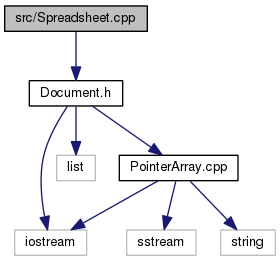 src/Spreadsheet.cpp
Document.h
list
PointerArray.cpp
iostream
sstream
string